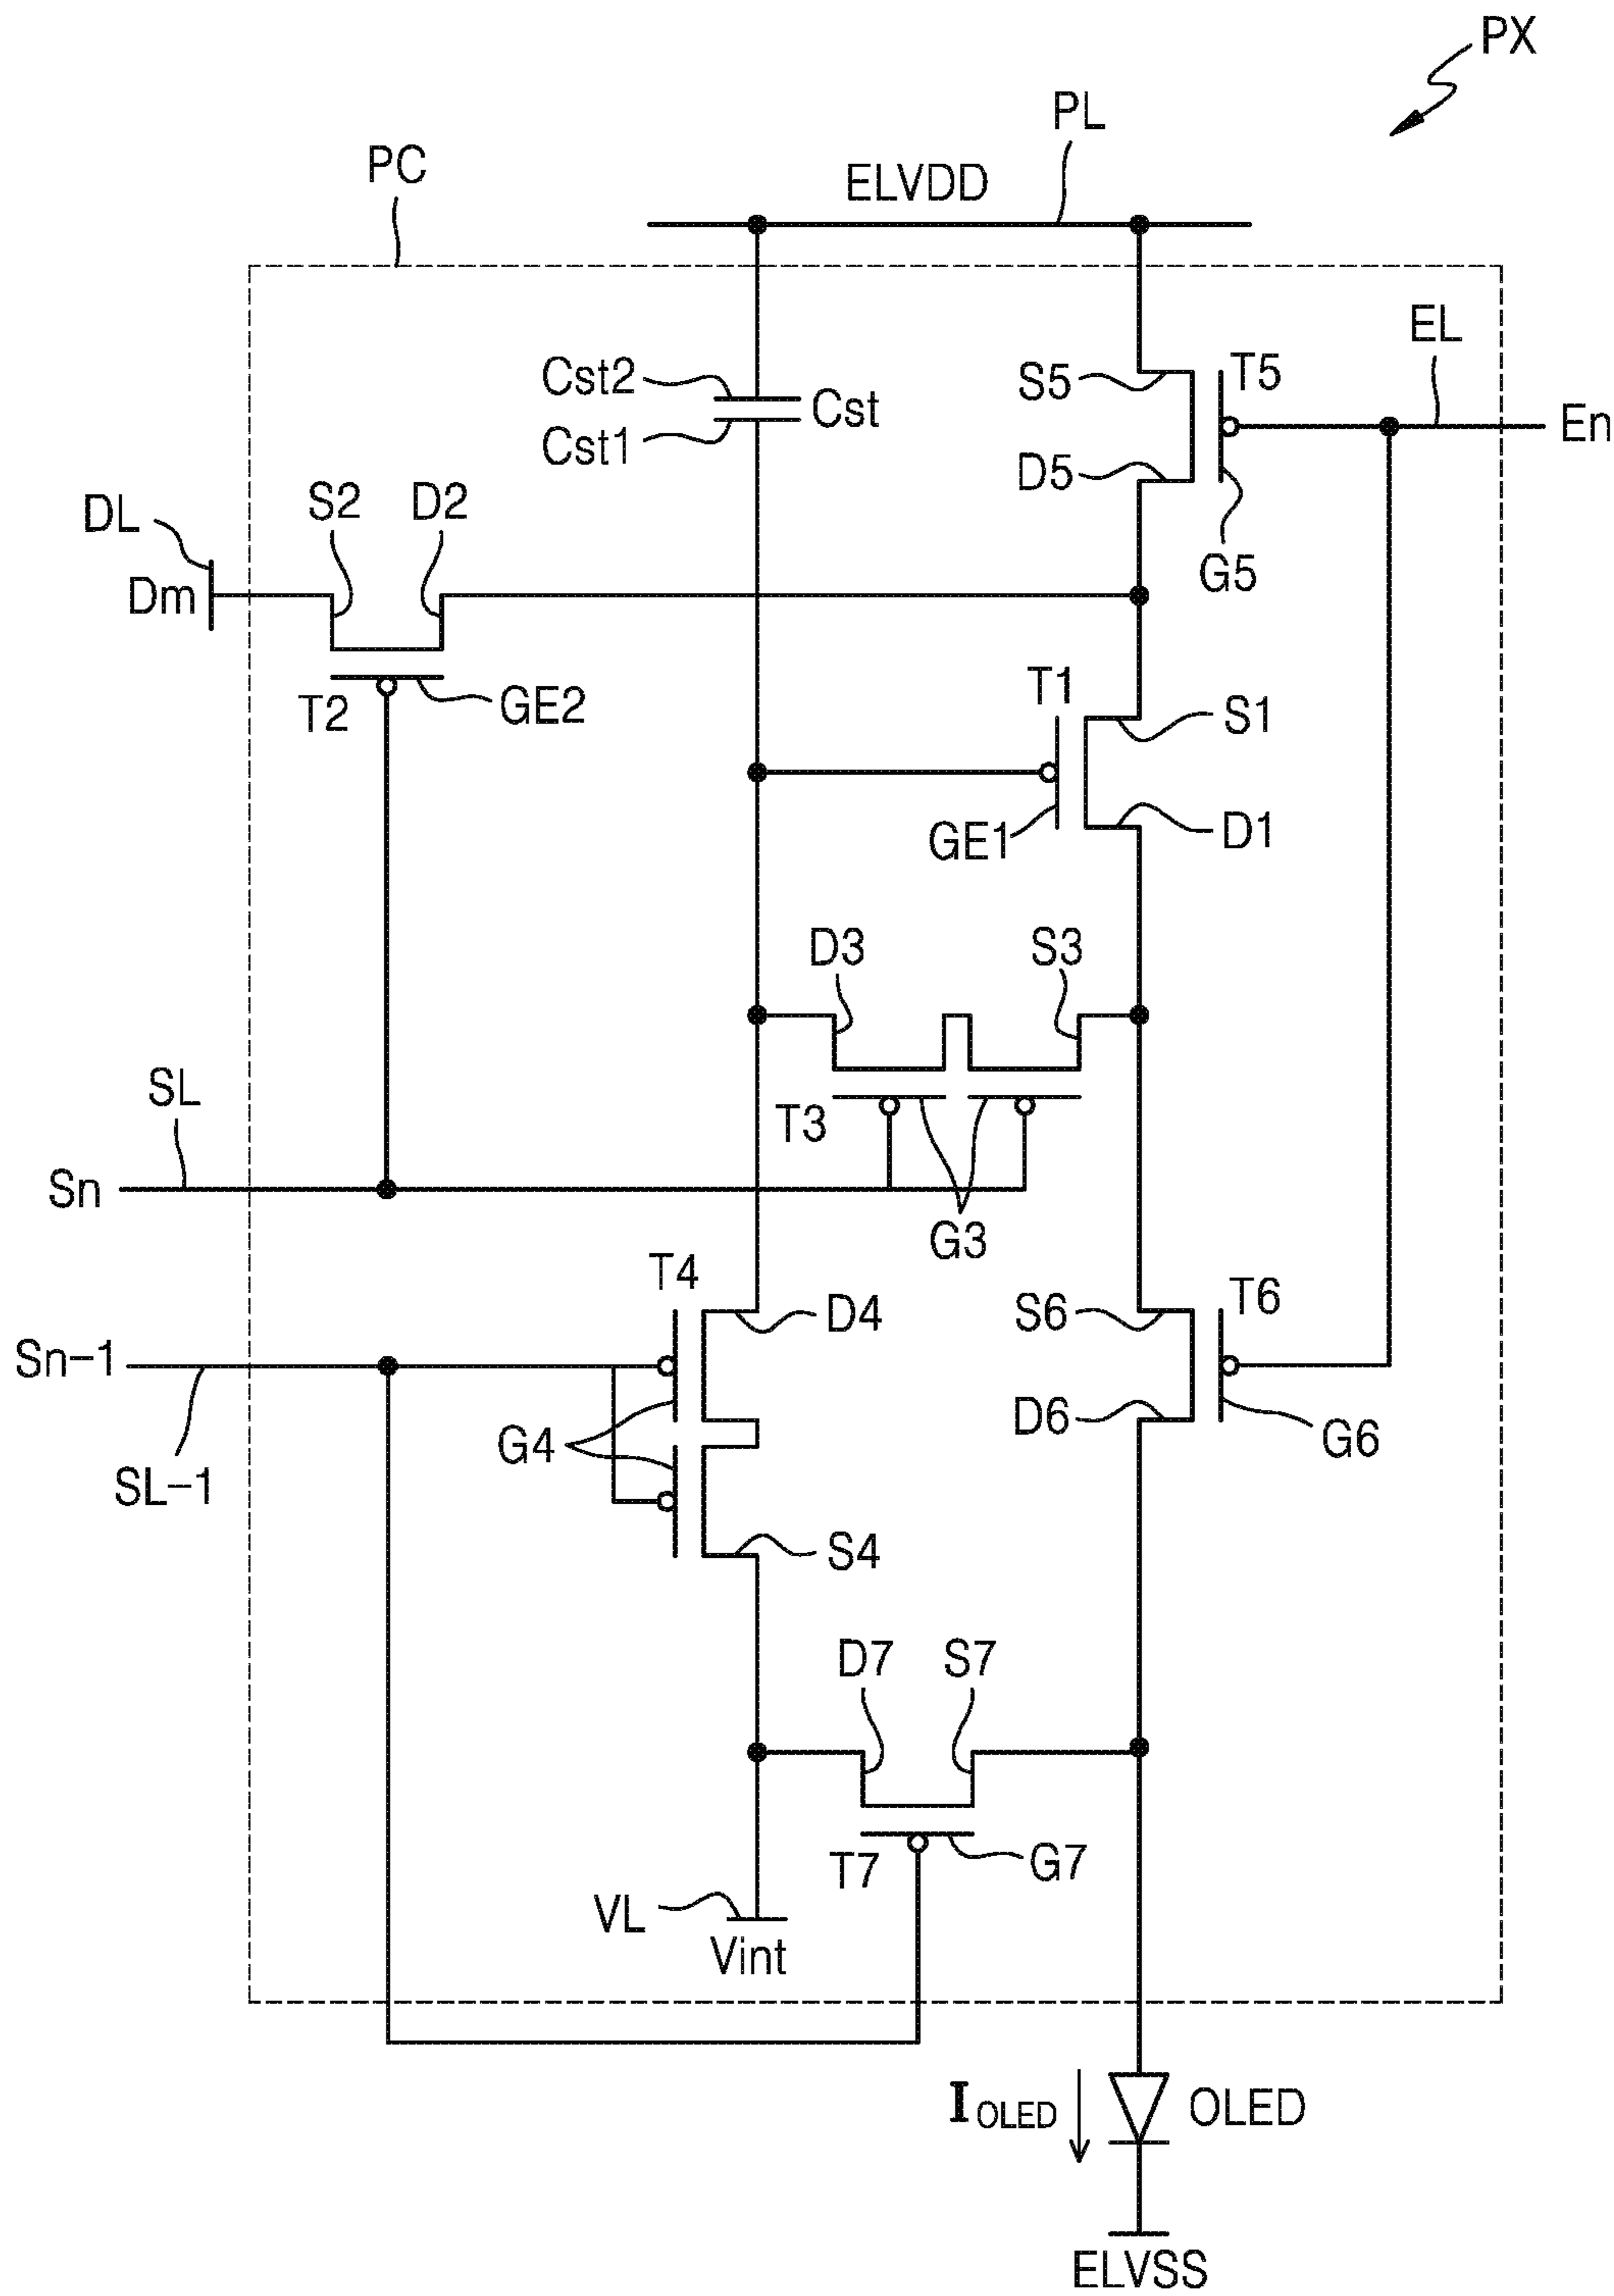 PX
PL
PC
ELVDD
EL
Cst2
Cst
S5
T5
En
Cst1
D5
S2
D2
DL
G5
Dm
T1
GE2
T2
S1
GE1
D1
D3
S3
SL
T3
Sn
G3
T4
D4
S6
T6
Sn-1
D6
G4
G6
SL-1
S4
D7
S7
T7
G7
VL
Vint
IOLED
OLED
ELVSS